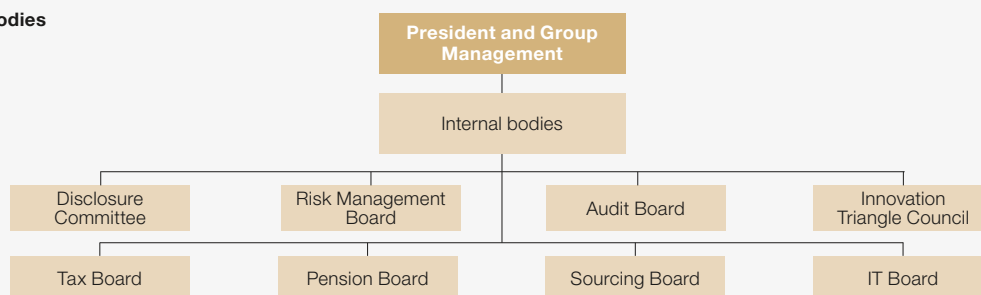 odies
President and Group
Management
Internal bodies
Disclosure
Committee
Risk Management
Board
Audit Board
Innovation
Triangle Council
Tax Board
Pension Board
Sourcing Board
IT Board